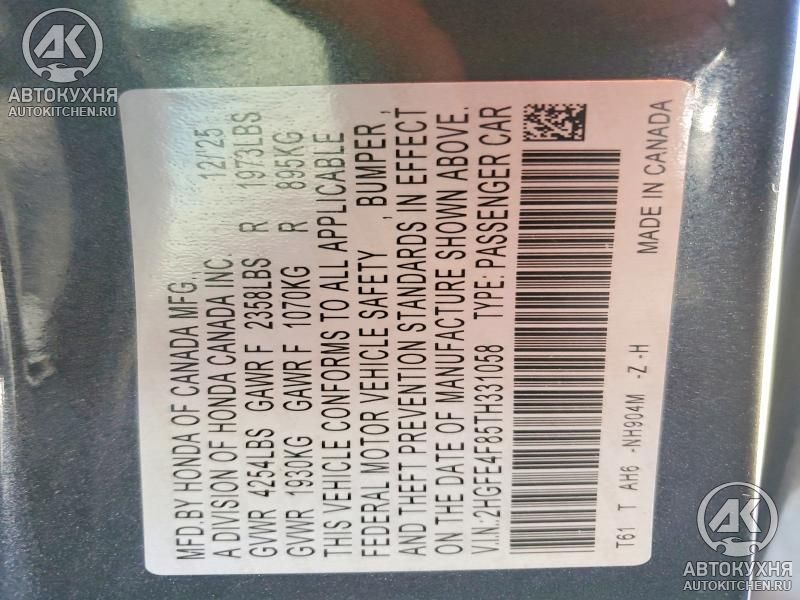 AK
АВТОКУХНЯ
AUTOKITCHEN.RU
MFD.BY HONDA OF CANADA MFG., 12/25
A DIVISION OF HONDA CANADA INC.
GVWR 4254LBS GAWR F 2358LBS R 1973LBS
GVWR 1930KG GAWR F 1070KG R 895KG
THIS VEHICLE CONFORMS TO ALL APPLICABLE
FEDERAL MOTOR VEHICLE SAFETY , BUMPER ,
AND THEFT PREVENTION STANDARDS IN EFFECT
ON THE DATE OF MANUFACTURE SHOWN ABOVE.
V.I.N.:2HGFE4F85TH331058 TYPE: PASSENGER CAR
T61 T AH6 -NH904M -Z -H MADE IN CANADA
AK
АВТОКУХНЯ
AUTOKITCHEN.RU